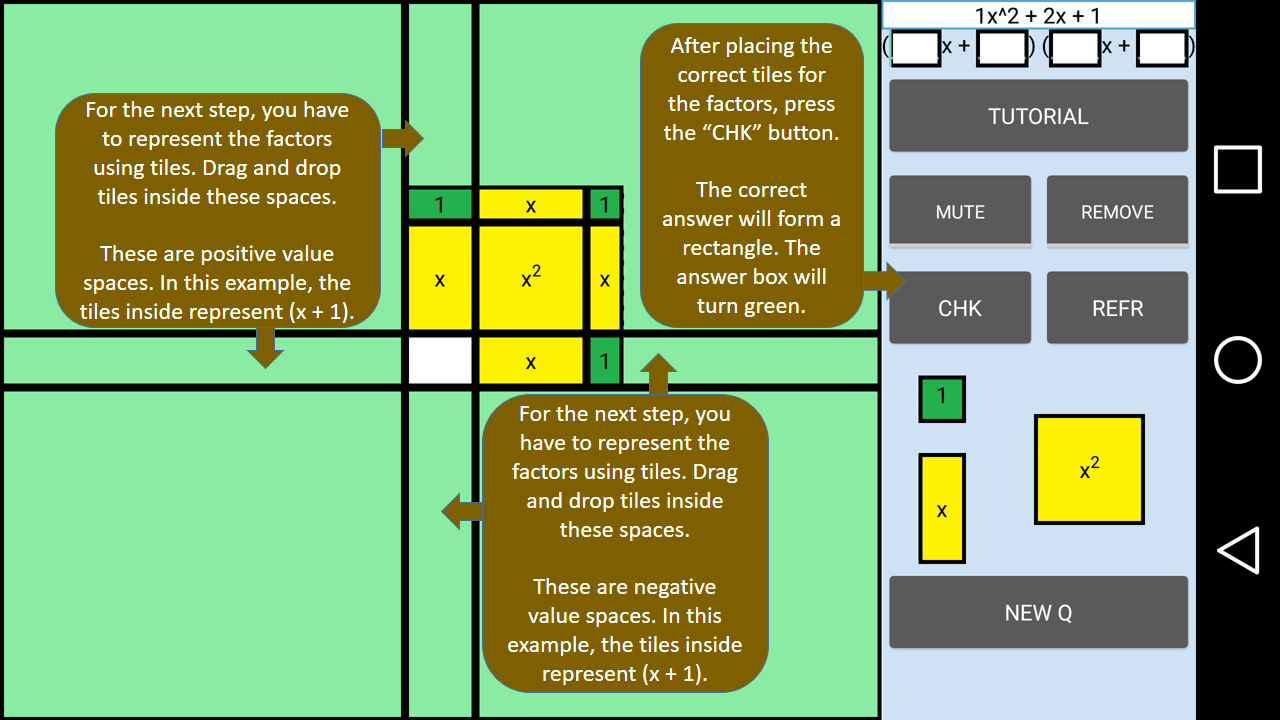 1x^2 + 2x + 1
( x + ) ( x + )
For the next step, you have
to represent the factors
using tiles. Drag and drop
tiles inside these spaces.
These are positive value
spaces. In this example, the
tiles inside represent (x + 1).
After placing the
correct tiles for
the factors, press
the “CHK” button.
The correct
answer will form a
rectangle. The
answer box will
turn green.
1 x 1
x x² x
x 1
For the next step, you
have to represent the
factors using tiles. Drag
and drop tiles inside
these spaces.
These are negative
value spaces. In this
example, the tiles inside
represent (x + 1).
TUTORIAL
MUTE REMOVE
CHK REFR
1
x²
x
NEW Q